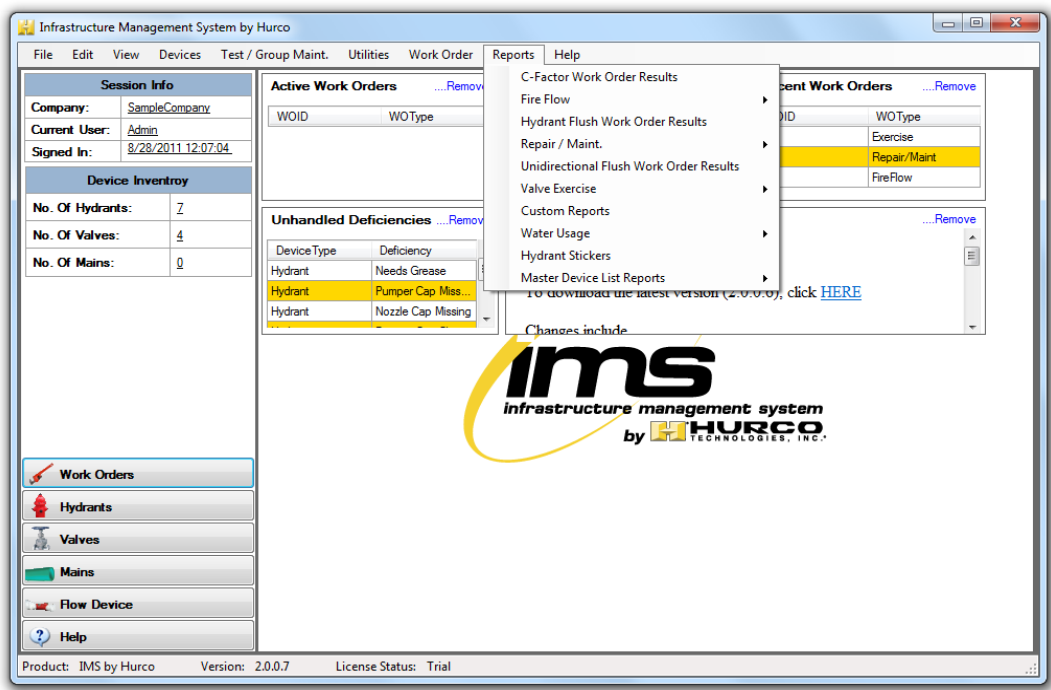 Infrastructure Management System by Hurco
File Edit View Devices Test / Group Maint. Utilities Work Order Reports Help
Session Info
Company: SampleCompany
Current User: Admin
Signed In: 8/28/2011 12:07:04
Device Inventroy
No. Of Hydrants: 7
No. Of Valves: 4
No. Of Mains: 0
Active Work Orders ....Remov
WOID WOType
Unhandled Deficiencies ....Remov
DeviceType Deficiency
Hydrant Needs Grease
Hydrant Pumper Cap Miss...
Hydrant Nozzle Cap Missing
C-Factor Work Order Results
Fire Flow
Hydrant Flush Work Order Results
Repair / Maint.
Unidirectional Flush Work Order Results
Valve Exercise
Custom Reports
Water Usage
Hydrant Stickers
Master Device List Reports
cent Work Orders ....Remove
OID WOType
Exercise
Repair/Maint
FireFlow
....Remove
To download the latest version (2.0.0.6), click HERE
Changes include
ims
infrastructure management system
by HURCO
TECHNOLOGIES, INC.
Work Orders
Hydrants
Valves
Mains
Flow Device
Help
Product: IMS by Hurco Version: 2.0.0.7 License Status: Trial